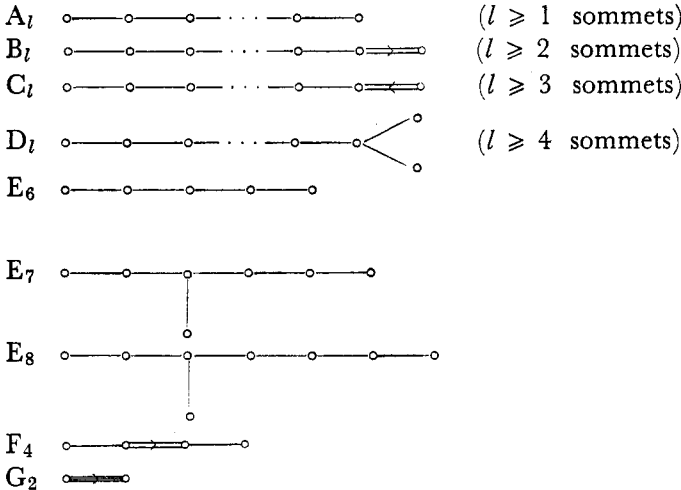 A_l (l ⩾ 1 sommets)
B_l (l ⩾ 2 sommets)
C_l (l ⩾ 3 sommets)
D_l (l ⩾ 4 sommets)
E_6
E_7
E_8
F_4
G_2